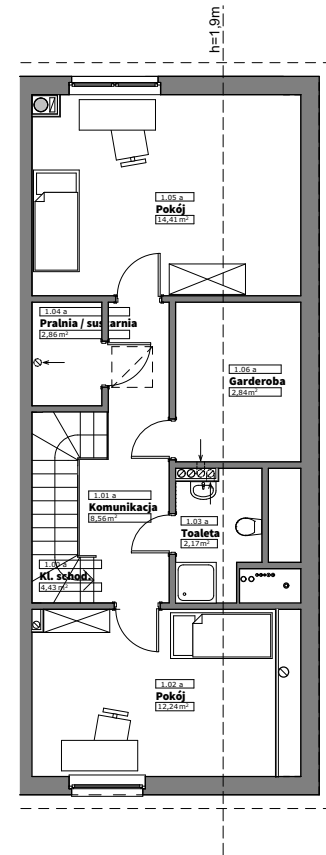 h=1,9m
1.05 a
Pokój
14,41 m²
1.04 a
Pralnia / suszarnia
2,86 m²
1.06 a
Garderoba
2,84 m²
1.01 a
Komunikacja
8,56 m²
1.03 a
Toaleta
2,17 m²
1.00 a
Kl. schod.
4,43 m²
1.02 a
Pokój
12,24 m²